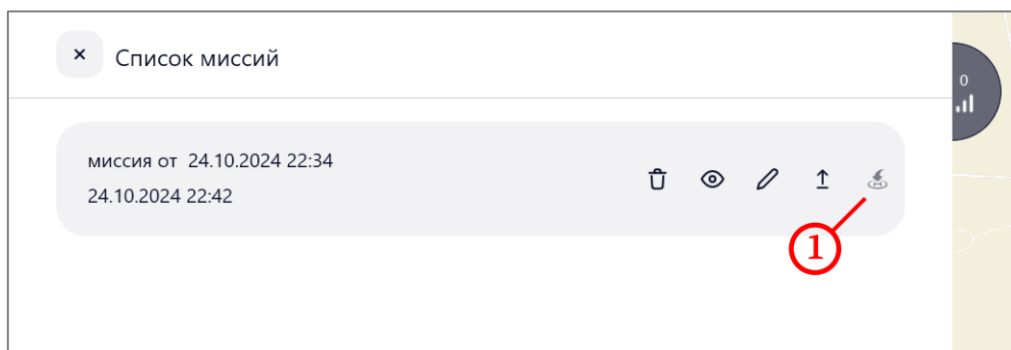 × Список миссий
0
миссия от 24.10.2024 22:34
24.10.2024 22:42
1